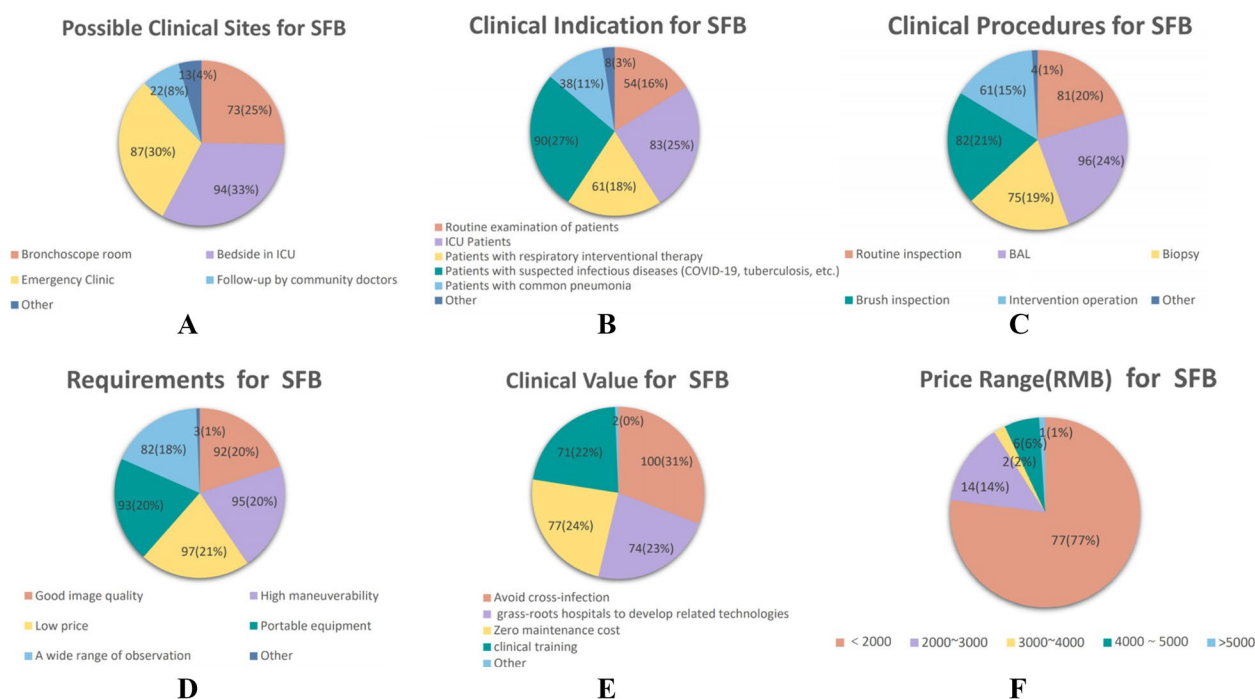 Possible Clinical Sites for SFB
13(4%)
22(8%)
73(25%)
87(30%)
94(33%)
Bronchoscope room
Bedside in ICU
Emergency Clinic
Follow-up by community doctors
Other
A
Clinical Indication for SFB
8(3%)
38(11%)
54(16%)
90(27%)
83(25%)
61(18%)
Routine examination of patients
ICU Patients
Patients with respiratory interventional therapy
Patients with suspected infectious diseases (COVID-19, tuberculosis, etc.)
Patients with common pneumonia
Other
B
Clinical Procedures for SFB
4(1%)
61(15%)
81(20%)
82(21%)
96(24%)
75(19%)
Routine inspection
BAL
Biopsy
Brush inspection
Intervention operation
Other
C
Requirements for SFB
3(1%)
82(18%)
92(20%)
93(20%)
95(20%)
97(21%)
Good image quality
High maneuverability
Low price
Portable equipment
A wide range of observation
Other
D
Clinical Value for SFB
2(0%)
71(22%)
100(31%)
77(24%)
74(23%)
Avoid cross-infection
grass-roots hospitals to develop related technologies
Zero maintenance cost
clinical training
Other
E
Price Range(RMB) for SFB
1(1%)
6(6%)
2(2%)
14(14%)
77(77%)
< 2000
2000~3000
3000~4000
4000 ~ 5000
>5000
F